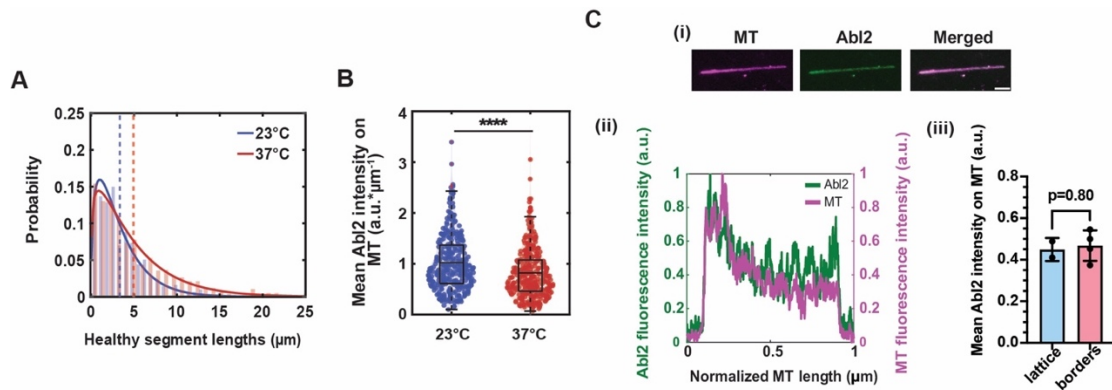 A
Probability
0.25
0.2
0.15
0.1
0.05
0
0
5
10
15
20
25
23°C
37°C
Healthy segment lengths (µm)
B
Mean Abl2 intensity on
MT (a.u.*µm⁻¹)
4
3
2
1
0
****
23°C
37°C
C
(i)
MT
Abl2
Merged
(ii)
Abl2 fluorescence intensity (a.u.)
1
0.8
0.6
0.4
0.2
0
Abl2
MT
1
0.8
0.6
0.4
0.2
0
MT fluorescence intensity (a.u.)
0
0.5
1
Normalized MT length (µm)
(iii)
Mean Abl2 intensity on MT (a.u.)
0.8
0.6
0.4
0.2
0.0
p=0.80
lattice
borders